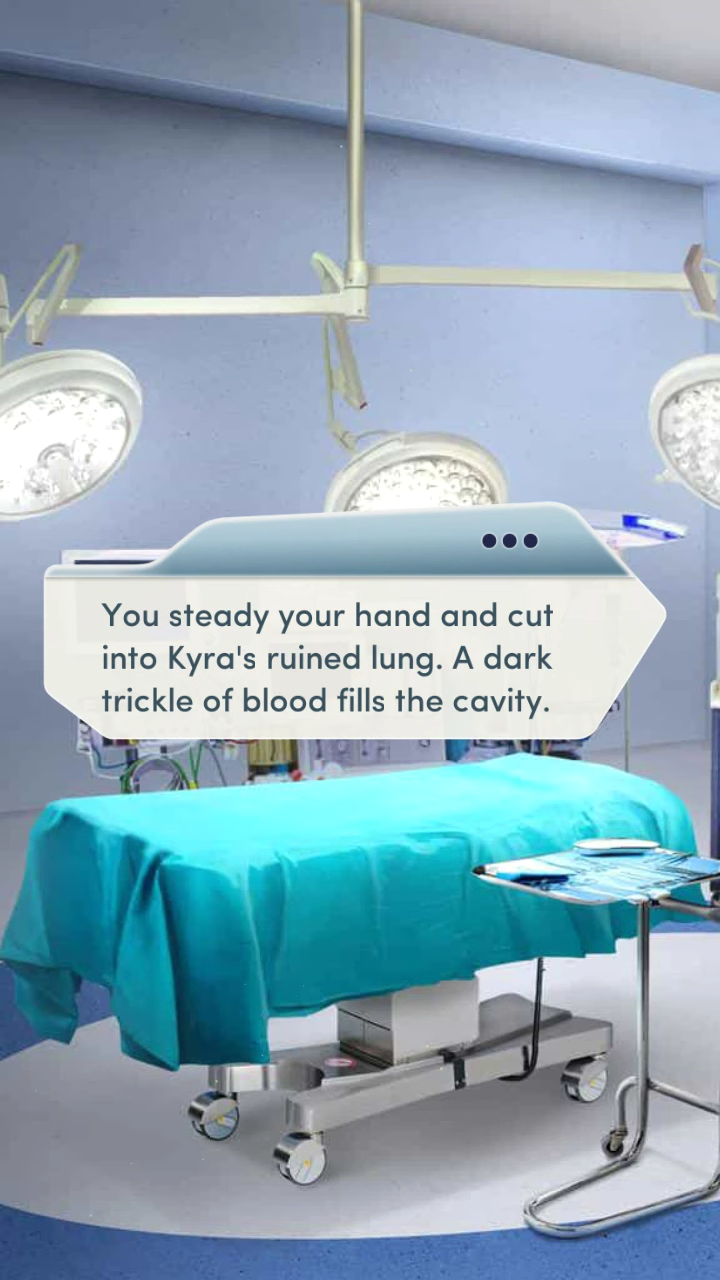 You steady your hand and cut
into Kyra's ruined lung. A dark
trickle of blood fills the cavity.